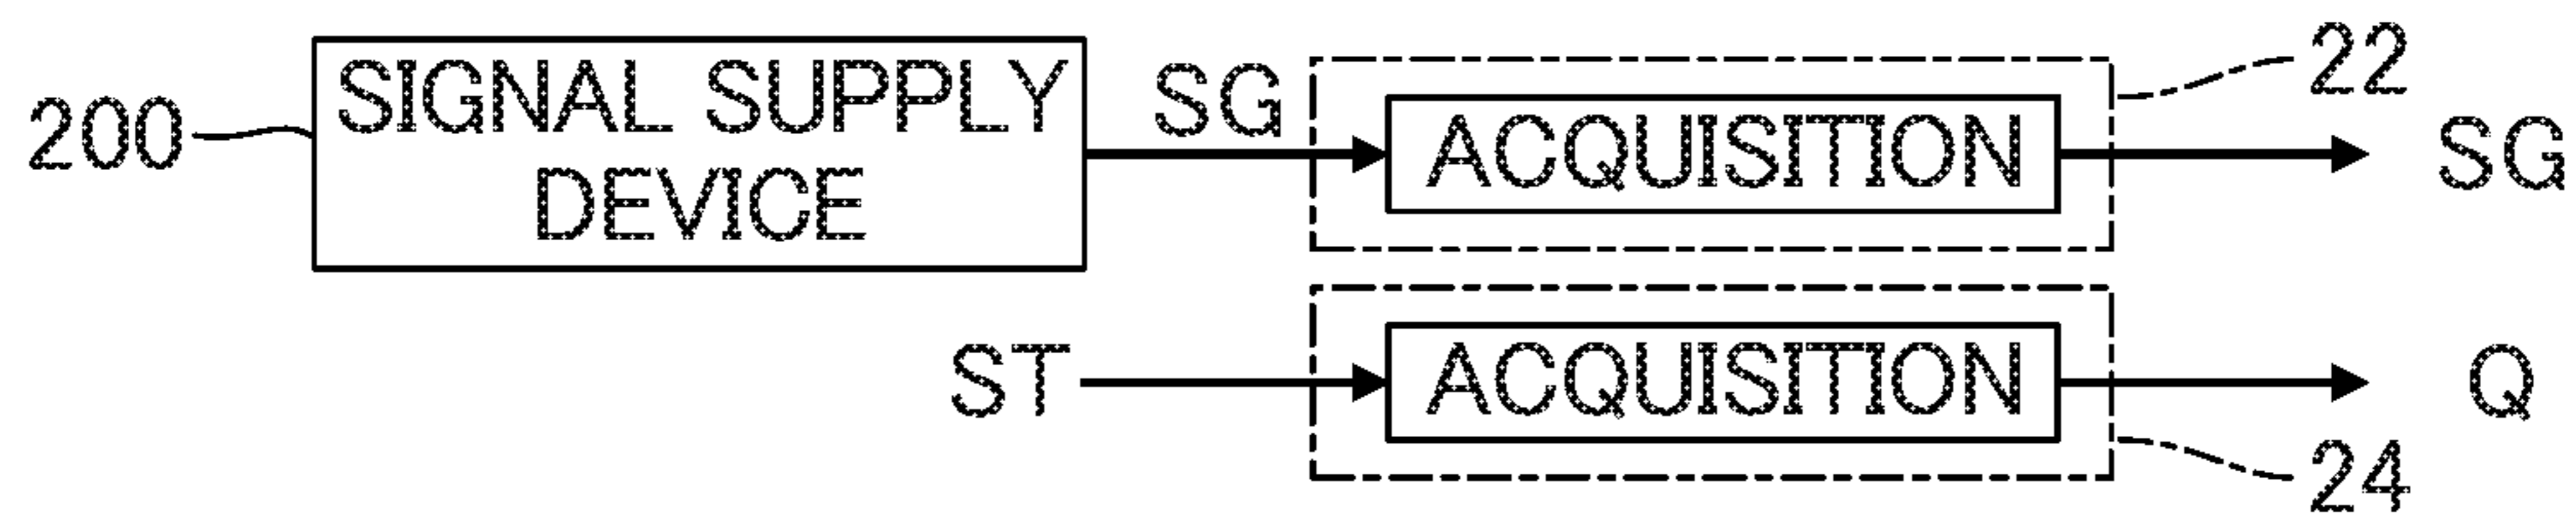 22
SIGNAL SUPPLY
DEVICE
200
SG
ACQUISITION
SG
ST
ACQUISITION
Q
24